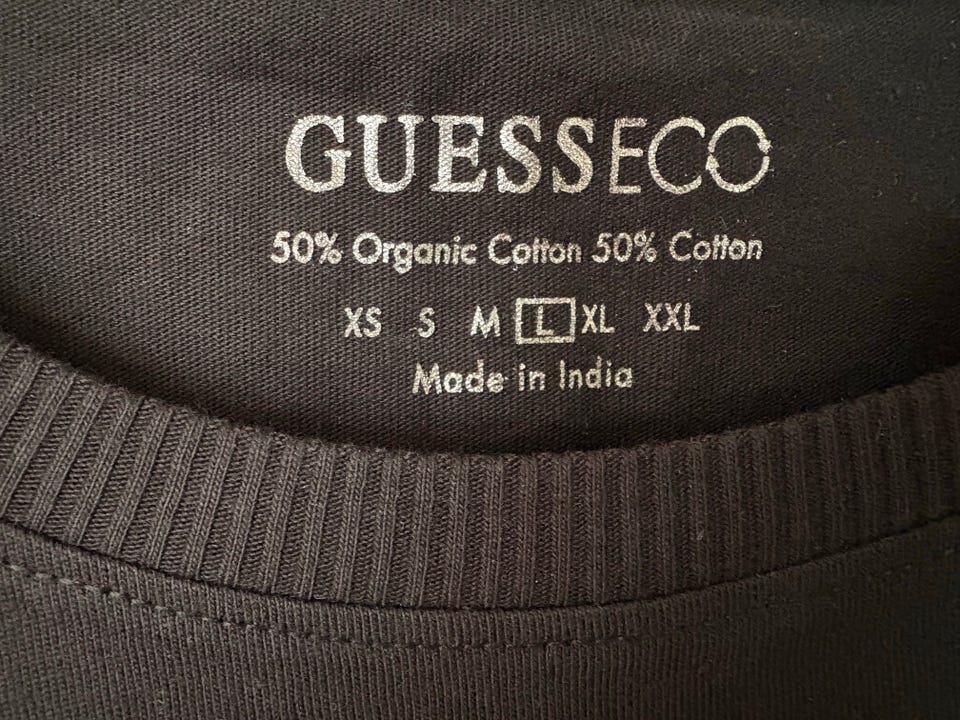 GUESSECO
50% Organic Cotton 50% Cotton
XS S M L XL XXL
Made in India